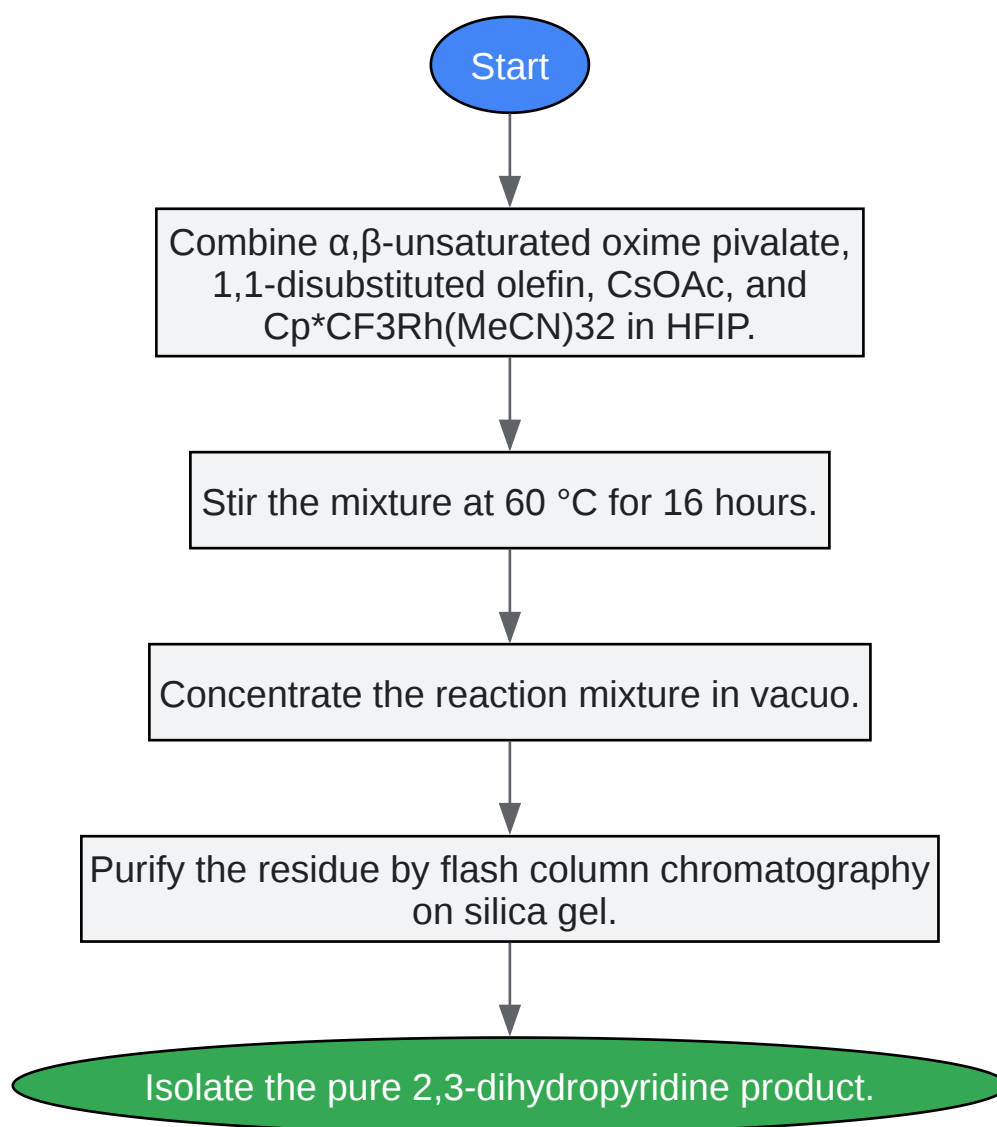 Start
Combine α,β-unsaturated oxime pivalate,
1,1-disubstituted olefin, CsOAc, and
Cp*CF3Rh(MeCN)32 in HFIP.
Stir the mixture at 60 °C for 16 hours.
Concentrate the reaction mixture in vacuo.
Purify the residue by flash column chromatography
on silica gel.
Isolate the pure 2,3-dihydropyridine product.